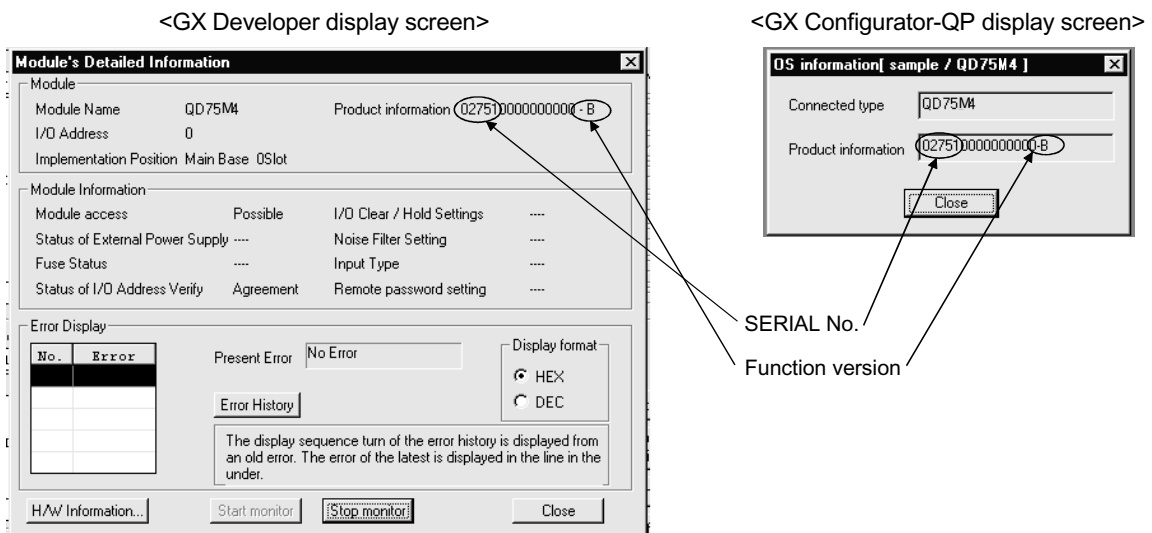 <GX Developer display screen>
<GX Configurator-QP display screen>
Module's Detailed Information
Module
Module Name QD75M4 Product information 027510000000000 - B
I/O Address 0
Implementation Position Main Base 0Slot
Module Information
Module access Possible I/O Clear / Hold Settings ----
Status of External Power Supply ---- Noise Filter Setting ----
Fuse Status ---- Input Type ----
Status of I/O Address Verify Agreement Remote password setting ----
Error Display
No. Error
Present Error No Error
Display format
HEX
DEC
Error History
The display sequence turn of the error history is displayed from
an old error. The error of the latest is displayed in the line in the
under.
H/W Information... Start monitor Stop monitor Close
OS information[ sample / QD75M4 ]
Connected type QD75M4
Product information 027510000000000-B
Close
SERIAL No.
Function version